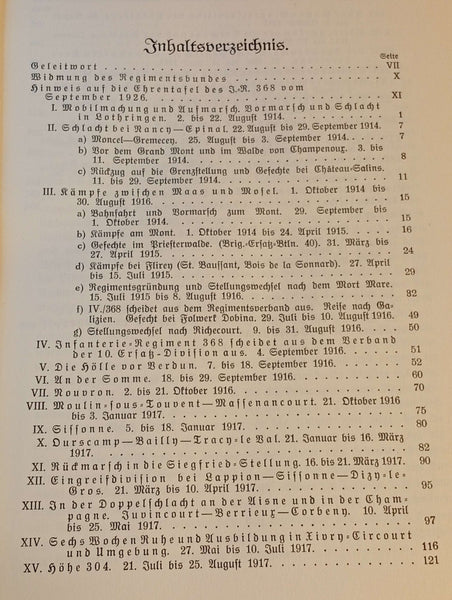 Inhaltsverzeichnis.
Seite
Geleitwort VII
Widmung des Regimentsbundes X
Hinweis auf die Ehrentafel des J.-R. 368 vom
September 1926. XI
I. Mobilmachung und Aufmarsch, Vormarsch und Schlacht
in Lothringen. 2. bis 22. August 1914. 1
II. Schlacht bei Nancy—Epinal. 22. August bis 29. September 1914. 7
a) Moncel-Gremecey. 25. August bis 3. September 1914. 7
b) Vor dem Grand Mont und im Walde von Champenoux. 3. bis
11. September 1914. 8
c) Rückzug auf die Grenzstellung und Gefechte bei Château-Salins.
11. bis 29. September 1914. 11
III. Kämpfe zwischen Maas und Mosel. 1. Oktober 1914 bis
30. August 1916. 15
a) Bahnfahrt und Vormarsch zum Mont. 29. September bis
1. Oktober 1914. 15
b) Kämpfe am Mont. 1. Oktober 1914 bis 24. April 1915. 16
c) Gefechte im Priesterwalde. (Brig.-Ersatz-Btln. 40). 31. März bis
27. April 1915. 24
d) Kämpfe bei Flirey (St. Baussant, Bois de la Sonnard). 27. April
bis 15. Juli 1915. 29
e) Regimentsgründung und Stellungswechsel nach dem Mort Mare.
15. Juli 1915 bis 8. August 1916. 32
f) IV./368 scheidet aus dem Regimentsverband aus. Reise nach Ga-
lizien. Gefecht bei Folwerk Dobina. 29. Juli bis 10. August 1916. 49
g) Stellungswechsel nach Richecourt. 9. bis 31. August 1916. 50
IV. Infanterie-Regiment 368 scheidet aus dem Verband
der 10. Ersatz-Division aus. 4. September 1916. 51
V. Die Hölle vor Verdun. 7. bis 18. September 1916. 52
VI. An der Somme. 18. bis 29. September 1916. 60
VII. Nouvron. 2. bis 21. Oktober 1916. 70
VIII. Moulin-sous-Touvent—Massenancourt. 21. Oktober 1916
bis 3. Januar 1917. 75
IX. Sissonne. 5. bis 18. Januar 1917. 80
X. Ourscamp-Bailly-Tracy-le Val. 21. Januar bis 16. März
1917. 82
XI. Rückmarsch in die Siegfried-Stellung. 16. bis 21. März 1917. 90
XII. Eingreifdivision bei Lappion-Sissonne-Dizy-le-
Gros. 21. März bis 10. April 1917. 95
XIII. In der Doppelschlacht an der Aisne und in der Cham-
pagne. Juvincourt-Berrieux-Corbeny. 10. April
bis 25. Mai 1917. 97
XIV. Sechs Wochen Ruhe und Ausbildung in Xivry-Circourt
und Umgebung. 27. Mai bis 10. Juli 1917. 116
XV. Höhe 304. 21. Juli bis 25. August 1917. 121